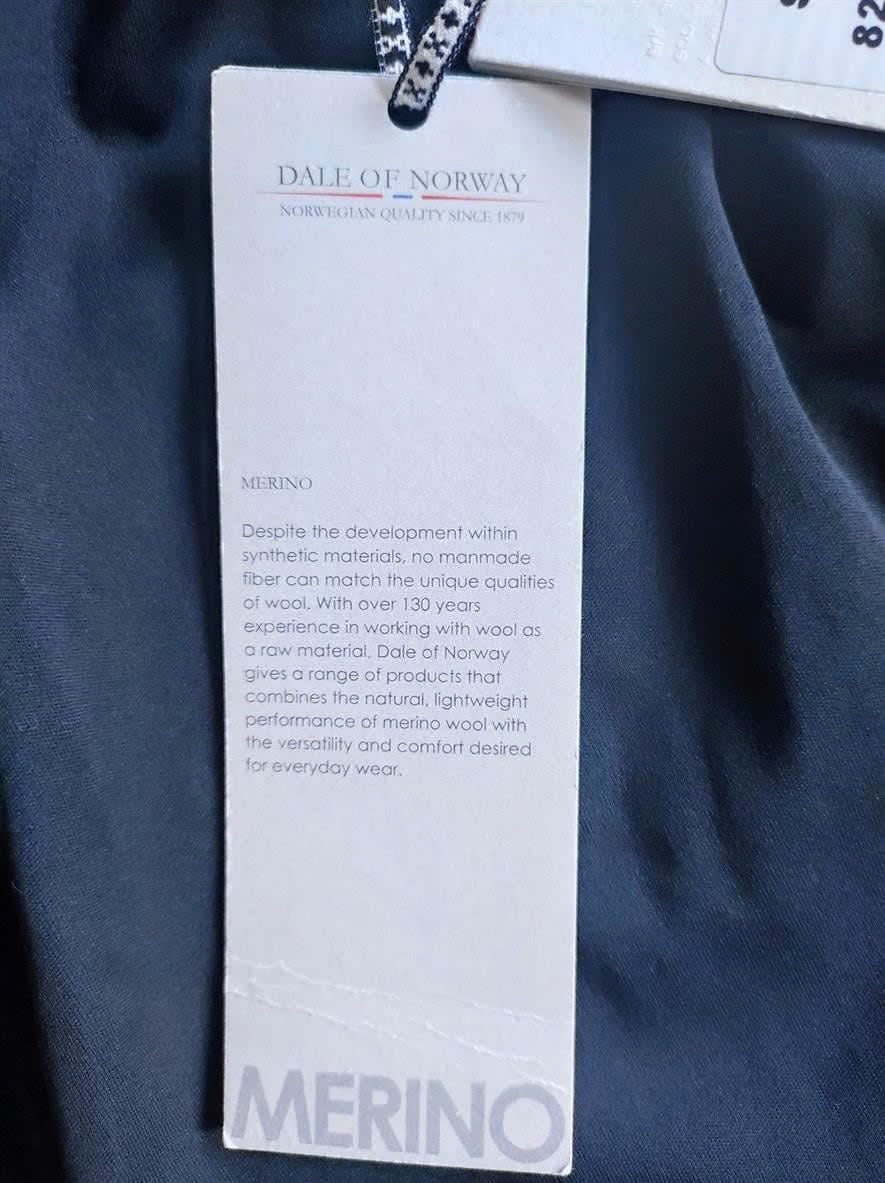 82
DALE OF NORWAY
NORWEGIAN QUALITY SINCE 1879
MERINO
Despite the development within
synthetic materials, no manmade
fiber can match the unique qualities
of wool. With over 130 years
experience in working with wool as
a raw material, Dale of Norway
gives a range of products that
combines the natural, lightweight
performance of merino wool with
the versatility and comfort desired
for everyday wear.
MERINO